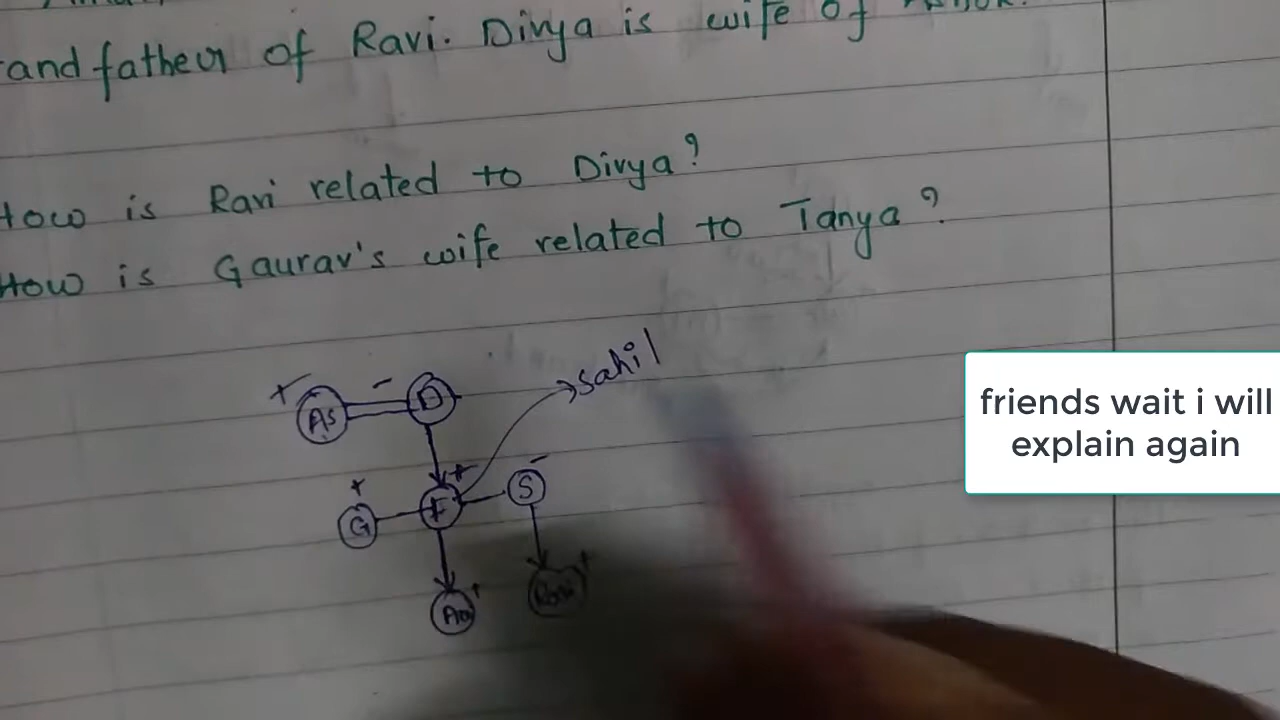 and father of Ravi. Divya is wife of
How is Ravi related to Divya?
How is Gaurav's wife related to Tanya?
sahil
As
D
+
-
G
F
S
+
+
-
Ravi
+
+
friends wait i will
explain again